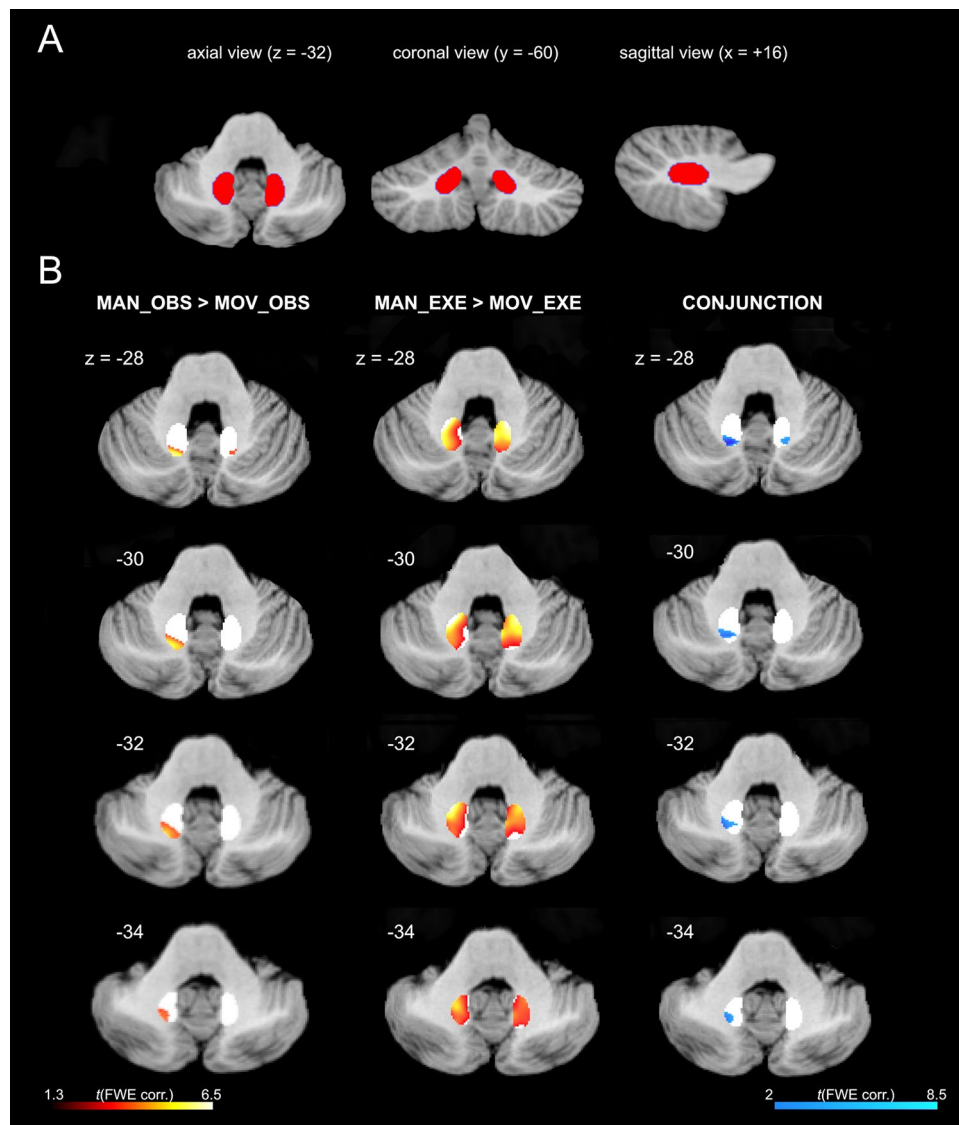 A
axial view (z = -32) coronal view (y = -60) sagittal view (x = +16)
B
MAN_OBS > MOV_OBS MAN_EXE > MOV_EXE CONJUNCTION
z = -28 z = -28 z = -28
-30 -30 -30
-32 -32 -32
-34 -34 -34
1.3 t(FWE corr.) 6.5 2 t(FWE corr.) 8.5